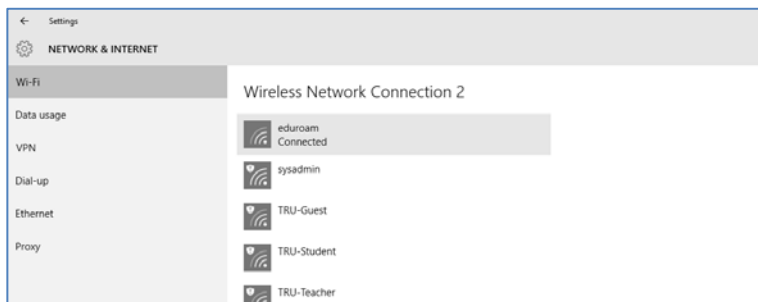 Settings
NETWORK & INTERNET
Wi-Fi
Data usage
VPN
Dial-up
Ethernet
Proxy
Wireless Network Connection 2
eduroam
Connected
sysadmin
TRU-Guest
TRU-Student
TRU-Teacher